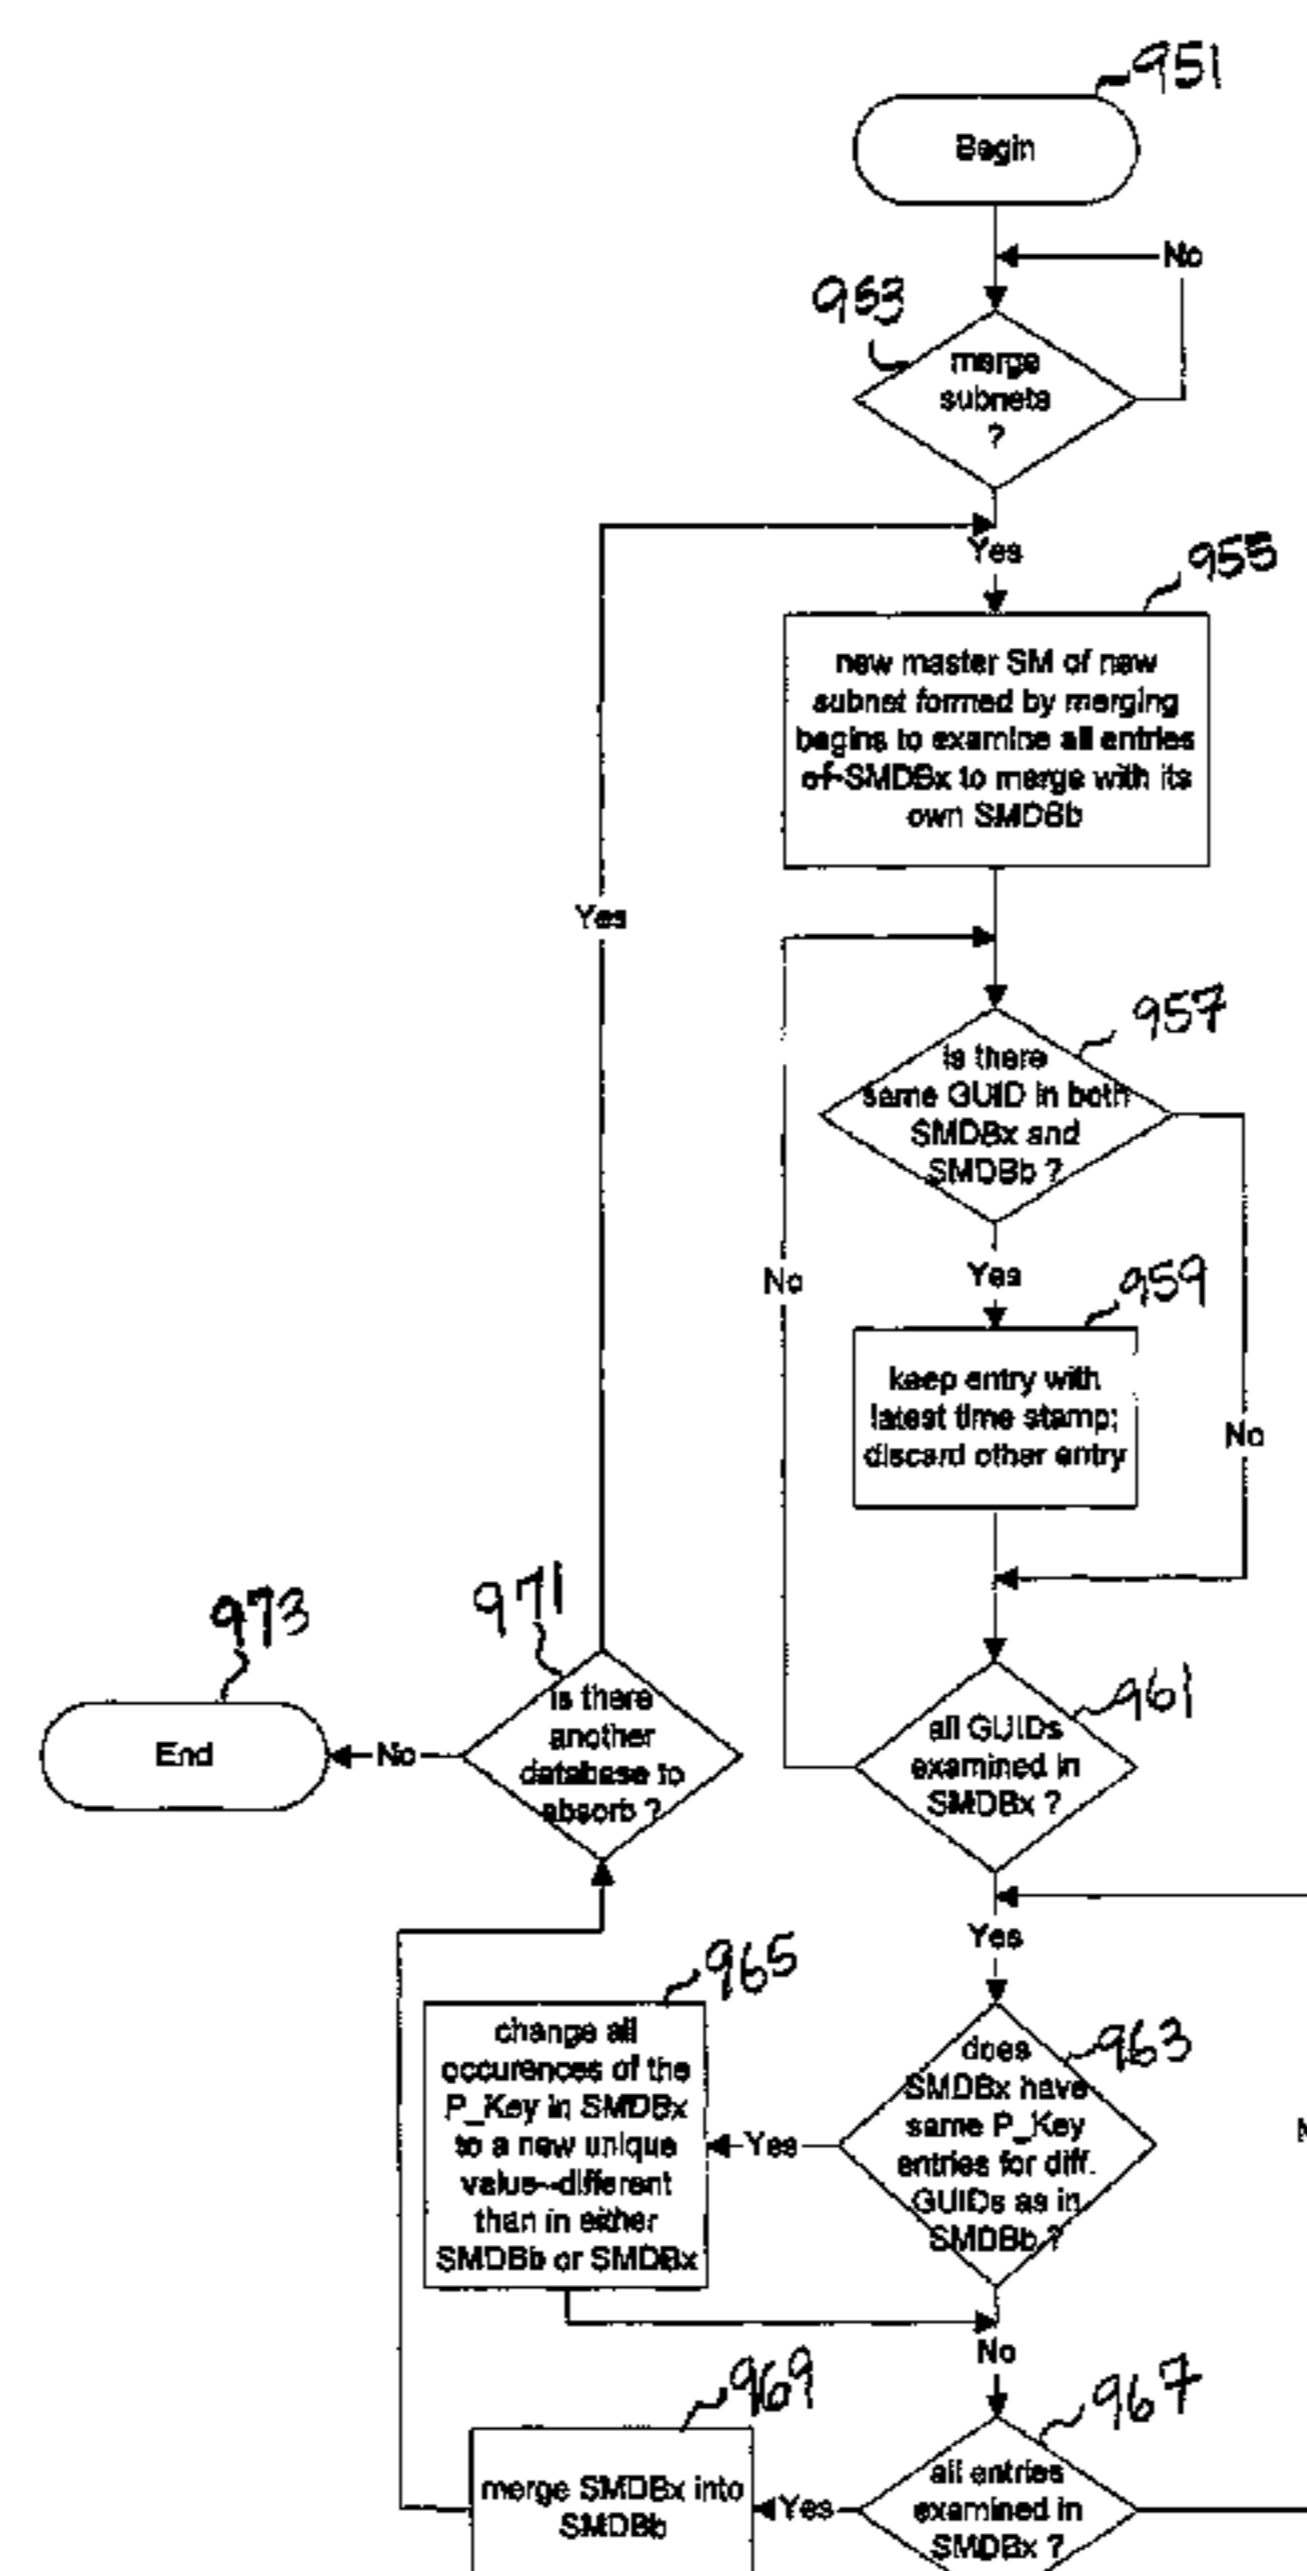 951
Begin
No
953
merge
subnets
?
Yes
955
new master SM of new
subnet formed by merging
begins to examine all entries
of SMDBx to merge with its
own SMDBb
Yes
957
is there
same GUID in both
SMDBx and
SMDBb ?
No
Yes
959
keep entry with
latest time stamp;
discard other entry
No
973
971
End
No
is there
another
database to
absorb ?
961
all GUIDs
examined in
SMDBx ?
Yes
965
change all
occurences of the
P_Key in SMDBx
to a new unique
value--different
than in either
SMDBb or SMDBx
Yes
963
does
SMDBx have
same P_Key
entries for diff.
GUIDs as in
SMDBb ?
No
969
merge SMDBx into
SMDBb
Yes
967
all entries
examined in
SMDBx ?